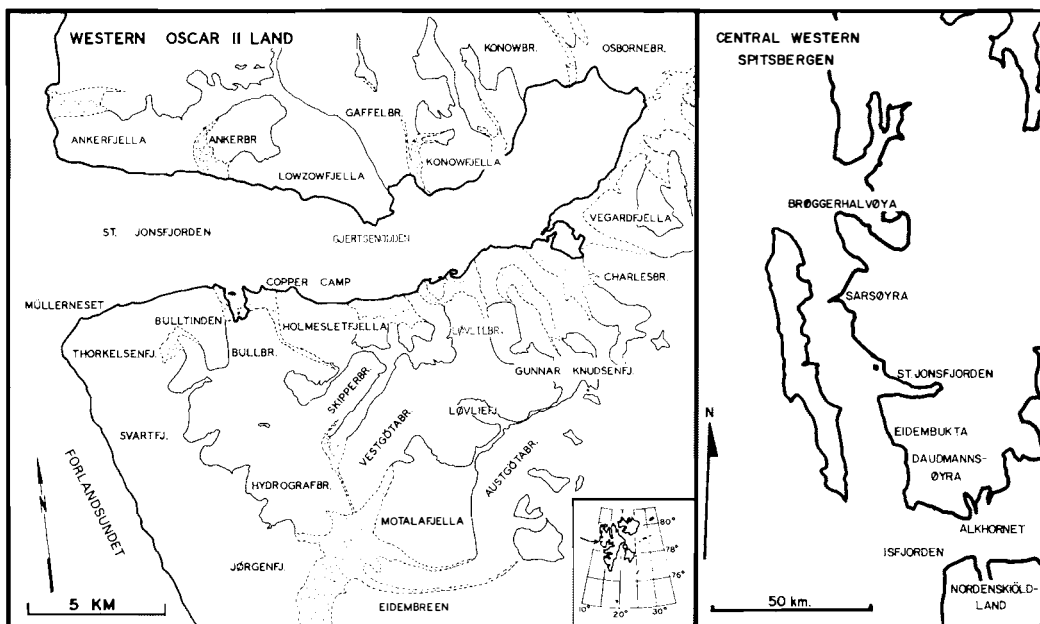 WESTERN OSCAR II LAND
KONOWBR.
OSBORNEBR.
GAFFELBR.
ANKERFJELLA
ANKERBR
KONOWFJELLA
LOWZOWFJELLA
VEGARDFJELLA
ST. JONSFJORDEN
GJERTSENODDEN
COPPER CAMP
CHARLESBR.
MÜLLERNESET
BULLTINDEN
HOLMESLETFJELLA
LØVLIBR.
THORKELSENFJ.
BULLBR.
GUNNAR KNUDSENFJ.
SKIPPERBR.
LØVLIEFJ.
VESTGÖTABR.
SVARTFJ.
AUSTGÖTABR.
FORLANDSUNDET
HYDROGRAFBR.
MOTALAFJELLA
N
JØRGENFJ.
5 KM
EIDEMBREEN
80°
78°
76°
10°
20°
30°
CENTRAL WESTERN
SPITSBERGEN
BRØGGERHALVØYA
SARSØYRA
ST. JONSFJORDEN
N
EIDEMBUKTA
DAUDMANNS-
ØYRA
ALKHORNET
ISFJORDEN
NORDENSKIÖLD-
LAND
50 km.